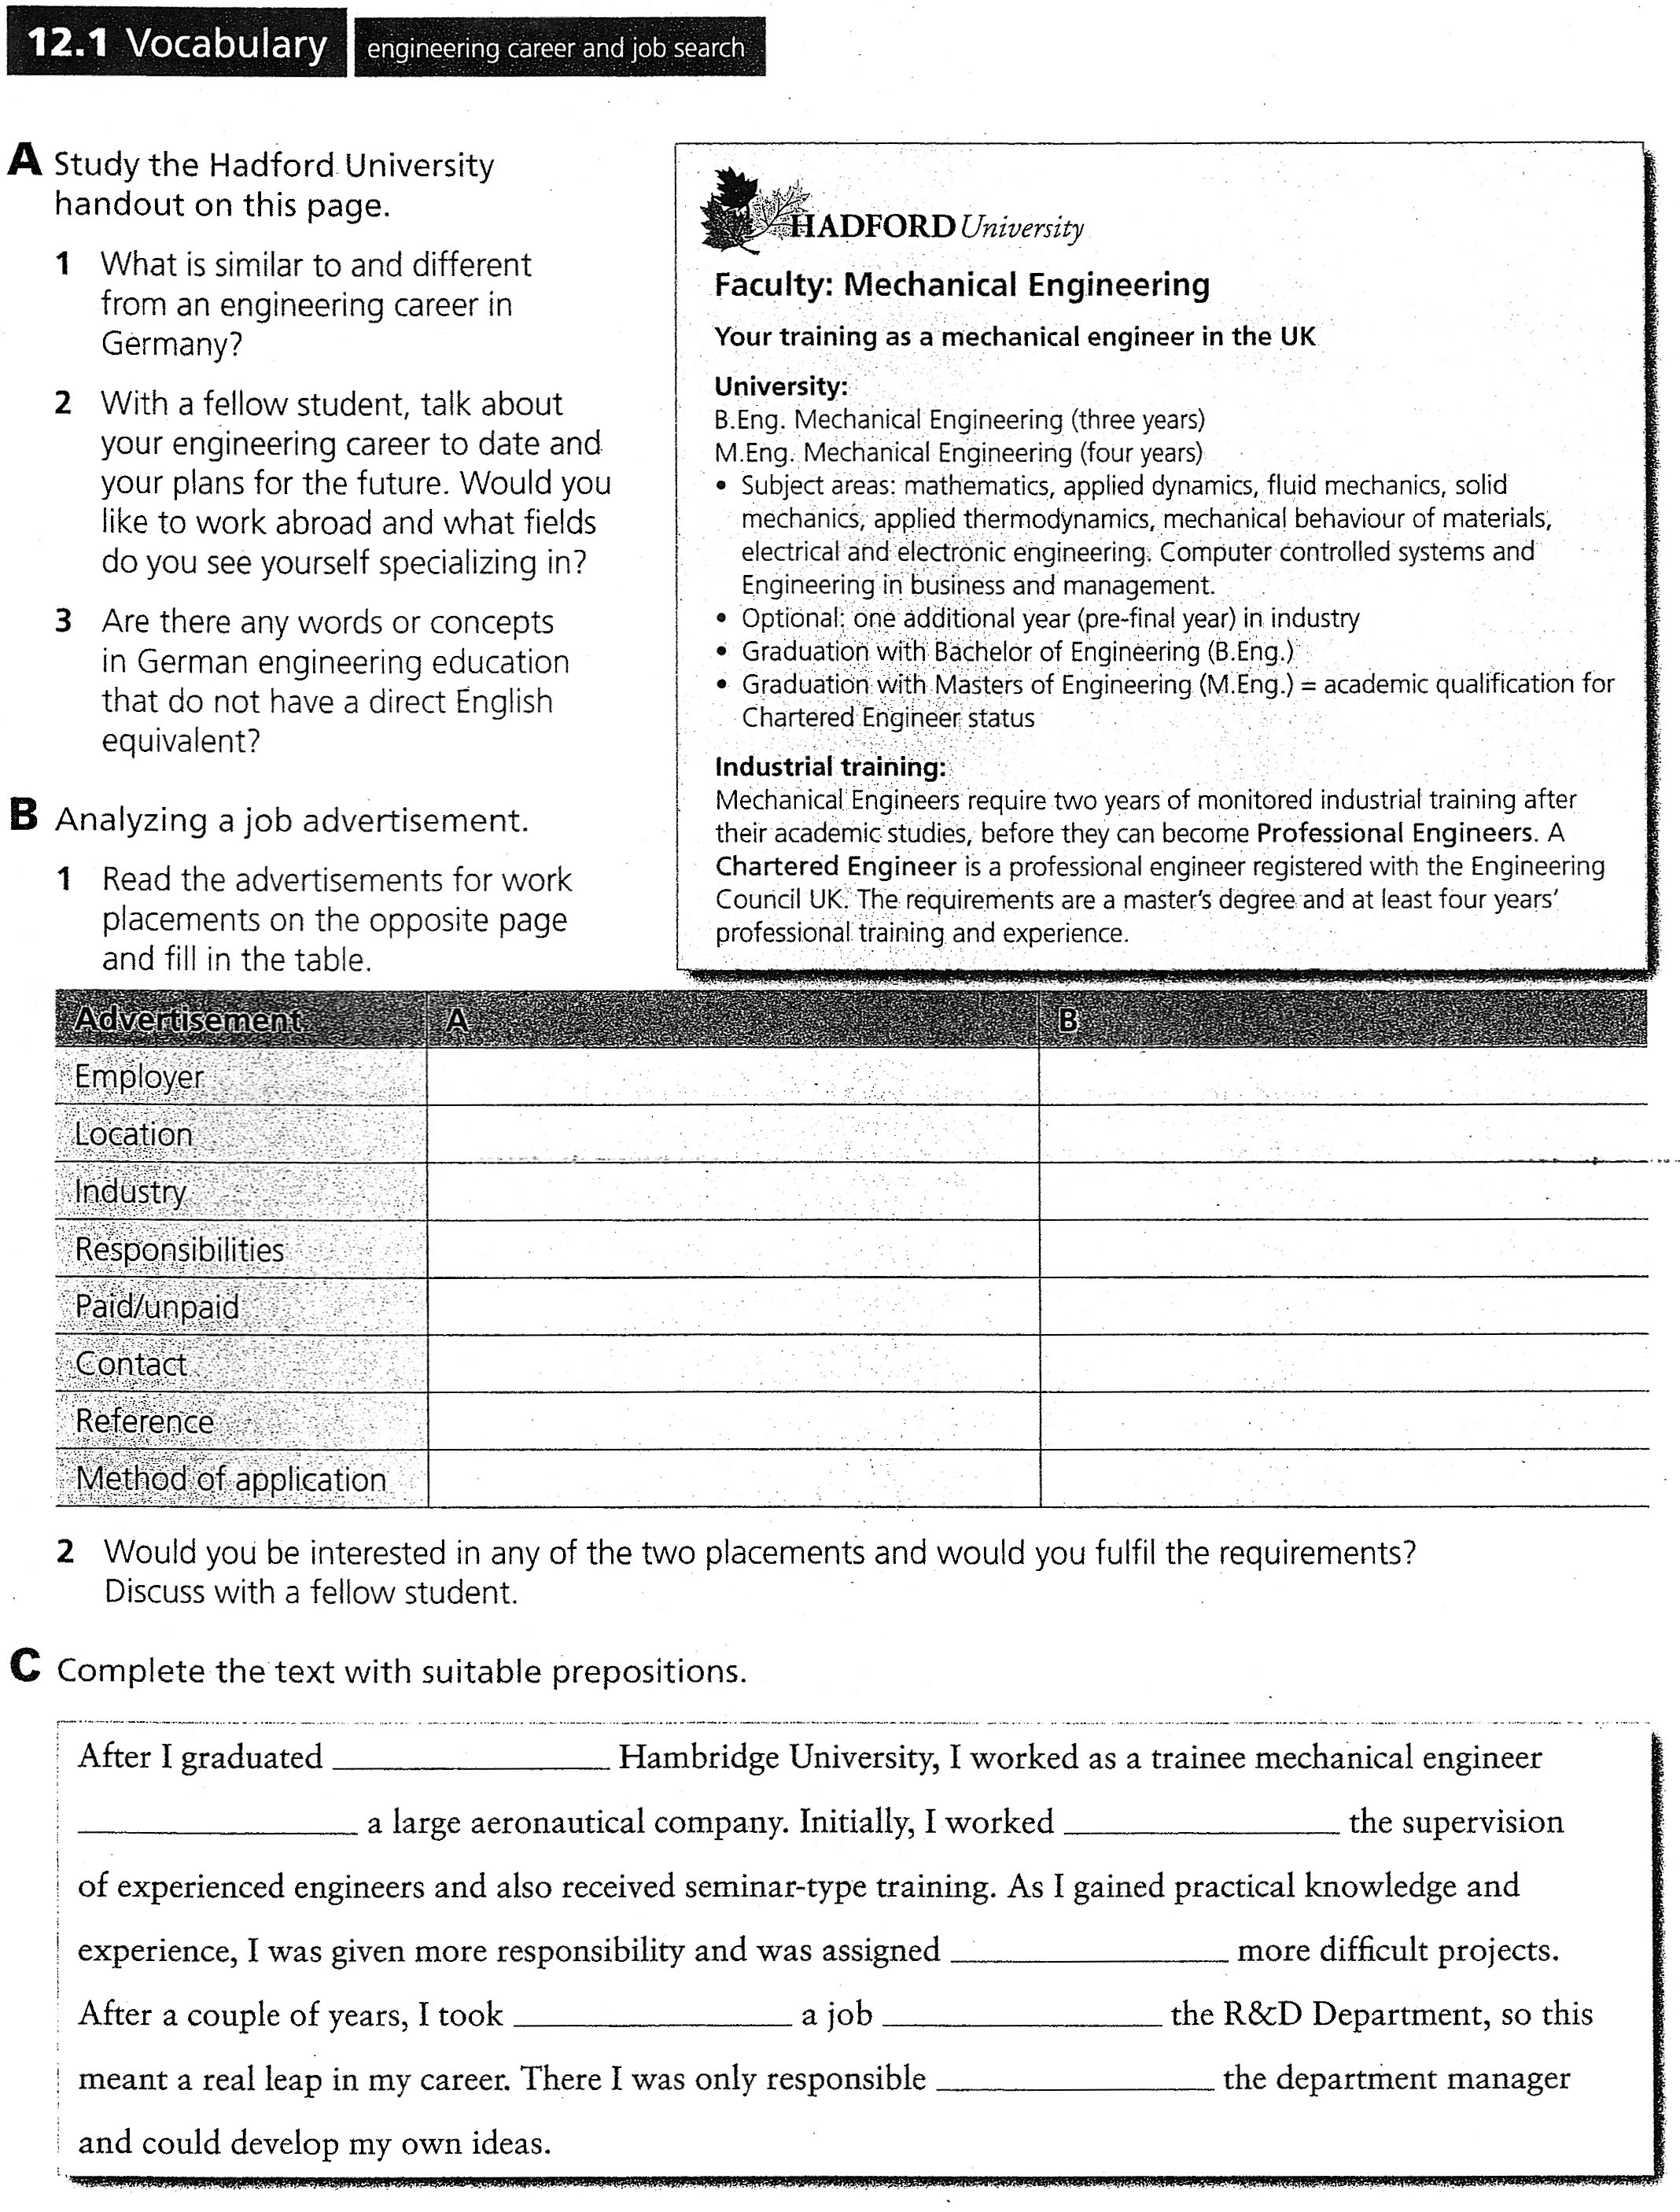 12.1 Vocabulary engineering career and job search
A Study the Hadford University
handout on this page.
1 What is similar to and different
from an engineering career in
Germany?
2 With a fellow student, talk about
your engineering career to date and
your plans for the future. Would you
like to work abroad and what fields
do you see yourself specializing in?
3 Are there any words or concepts
in German engineering education
that do not have a direct English
equivalent?
B Analyzing a job advertisement.
1 Read the advertisements for work
placements on the opposite page
and fill in the table.
HADFORD University
Faculty: Mechanical Engineering
Your training as a mechanical engineer in the UK
University:
B.Eng. Mechanical Engineering (three years)
M.Eng. Mechanical Engineering (four years)
• Subject areas: mathematics, applied dynamics, fluid mechanics, solid
mechanics, applied thermodynamics, mechanical behaviour of materials,
electrical and electronic engineering. Computer controlled systems and
Engineering in business and management.
• Optional: one additional year (pre-final year) in industry
• Graduation with Bachelor of Engineering (B.Eng.)
• Graduation with Masters of Engineering (M.Eng.) = academic qualification for
Chartered Engineer status
Industrial training:
Mechanical Engineers require two years of monitored industrial training after
their academic studies, before they can become Professional Engineers. A
Chartered Engineer is a professional engineer registered with the Engineering
Council UK. The requirements are a master's degree and at least four years'
professional training and experience.
Advertisement A B
Employer
Location
Industry
Responsibilities
Paid/unpaid
Contact
Reference
Method of application
2 Would you be interested in any of the two placements and would you fulfil the requirements?
Discuss with a fellow student.
C Complete the text with suitable prepositions.
After I graduated ______ Hambridge University, I worked as a trainee mechanical engineer
______ a large aeronautical company. Initially, I worked ______ the supervision
of experienced engineers and also received seminar-type training. As I gained practical knowledge and
experience, I was given more responsibility and was assigned ______ more difficult projects.
After a couple of years, I took ______ a job ______ the R&D Department, so this
meant a real leap in my career. There I was only responsible ______ the department manager
and could develop my own ideas.